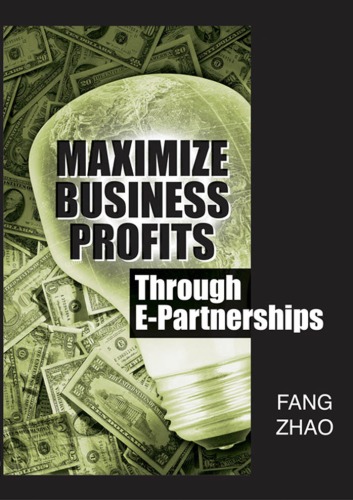 MAXIMIZE
BUSINESS
PROFITS
Through
E-Partnerships
FANG
ZHAO